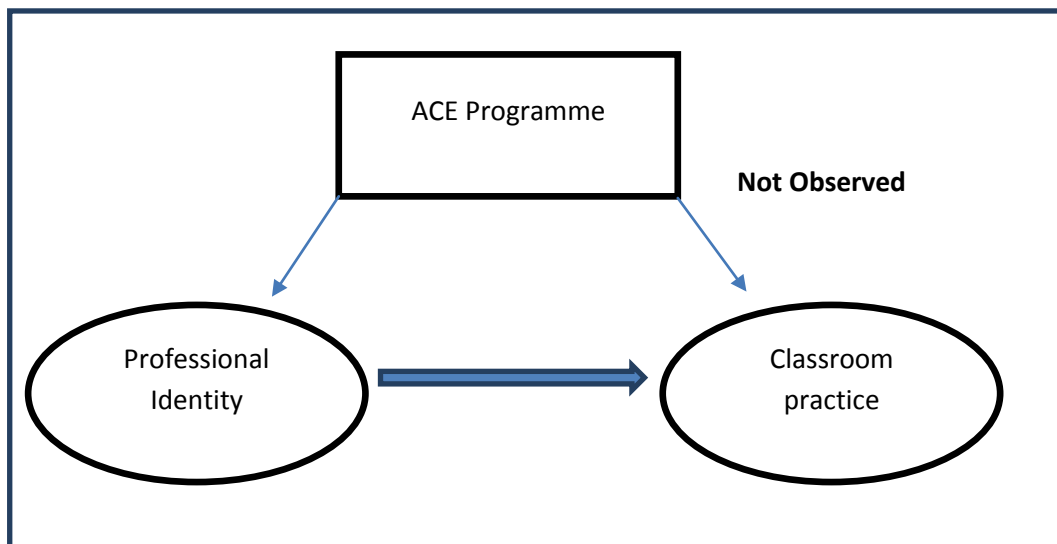 ACE Programme
Not Observed
Professional
Identity
Classroom
practice